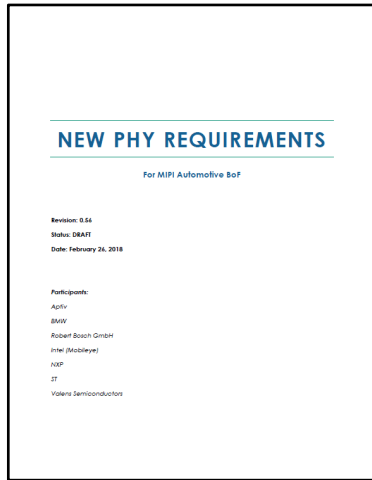 NEW PHY REQUIREMENTS
For MIPI Automotive BoF
Revision: 0.56
Status: DRAFT
Date: February 26, 2018
Participants:
Aptiv
BMW
Robert Bosch GmbH
Intel (Mobileye)
NXP
ST
Valens Semiconductors